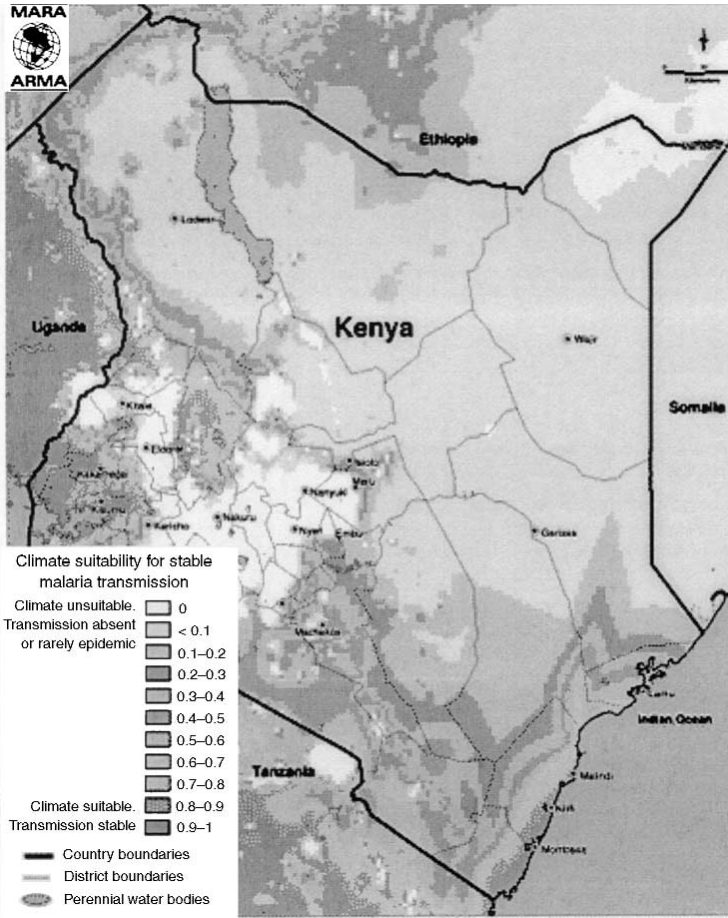 MARA
ARMA
Ethiopia
Lodwar
Uganda
Kenya
Wajir
Somalia
Kitale
Eldoret
Kakamega
Isiolo
Meru
Nanyuki
Kisumu
Kericho
Nakuru
Nyeri
Embu
Garissa
Machakos
Lamu
Indian Ocean
Tanzania
Malindi
Kilifi
Mombasa
Climate suitability for stable
malaria transmission
Climate unsuitable.
Transmission absent
or rarely epidemic
0
< 0.1
0.1–0.2
0.2–0.3
0.3–0.4
0.4–0.5
0.5–0.6
0.6–0.7
0.7–0.8
Climate suitable. 0.8–0.9
Transmission stable 0.9–1
Country boundaries
District boundaries
Perennial water bodies